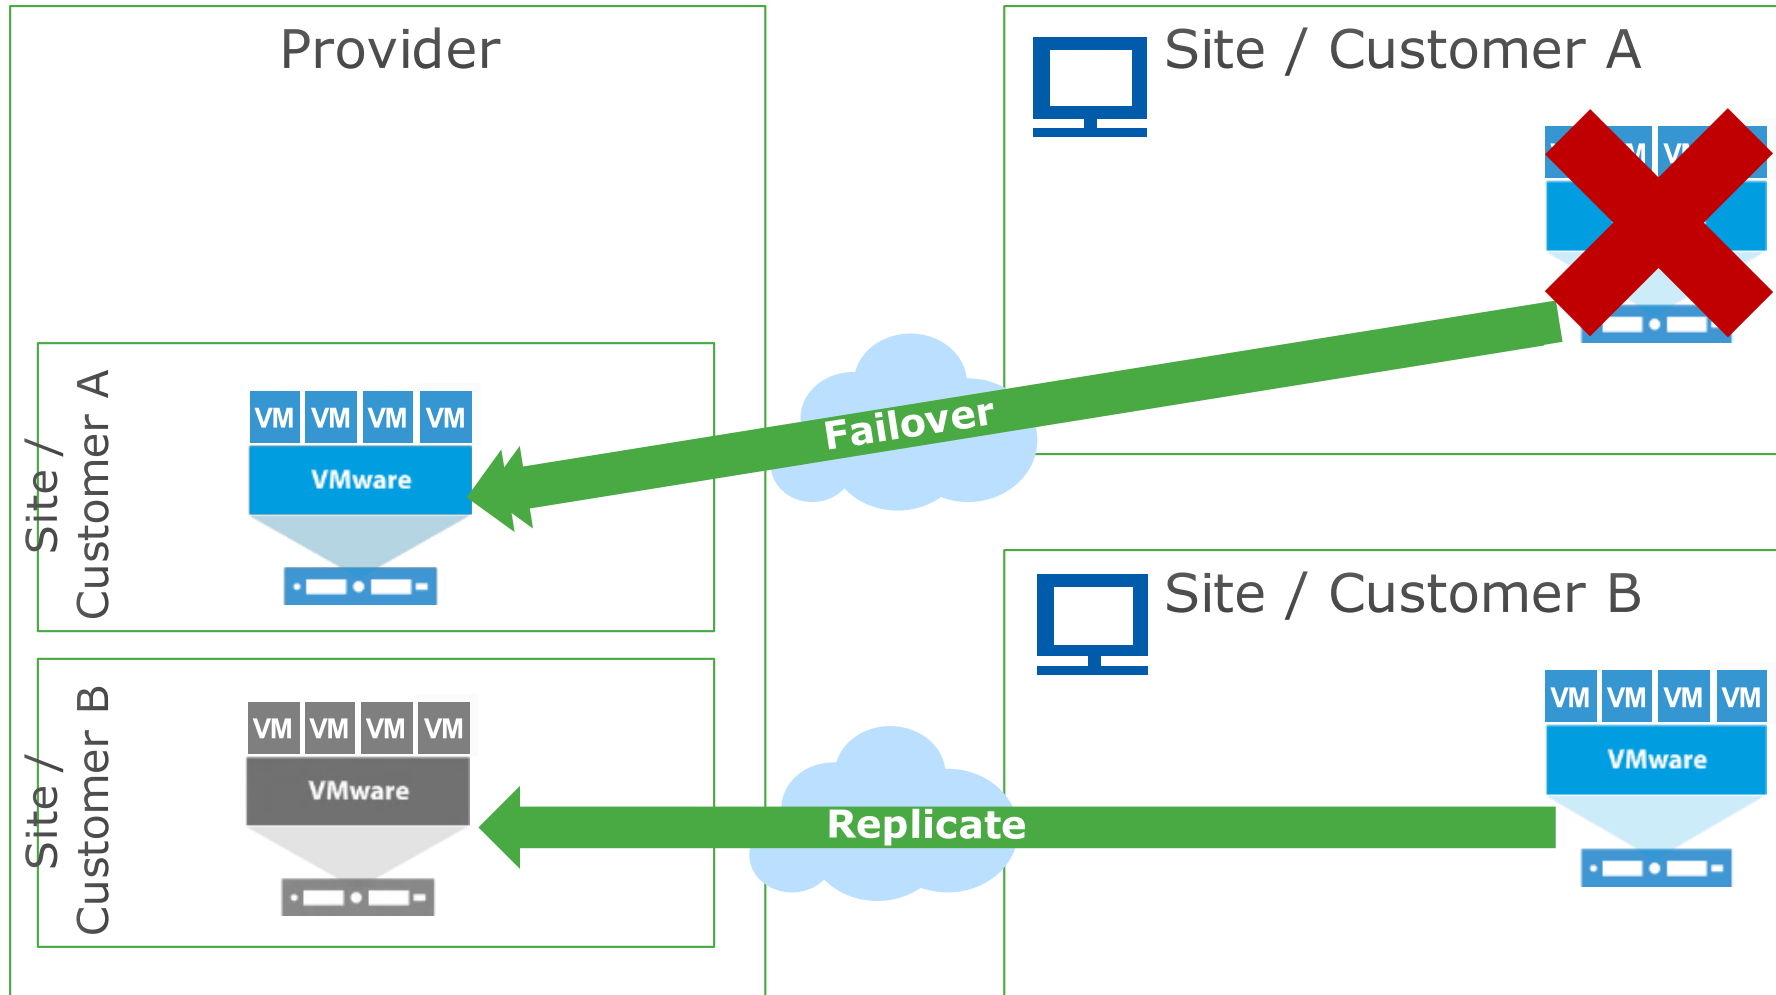 Provider
Site /
Customer A
VM VM VM VM
VMware
Site /
Customer B
VM VM VM VM
VMware
Failover
Replicate
Site / Customer A
Site / Customer B
VM VM VM VM
VMware